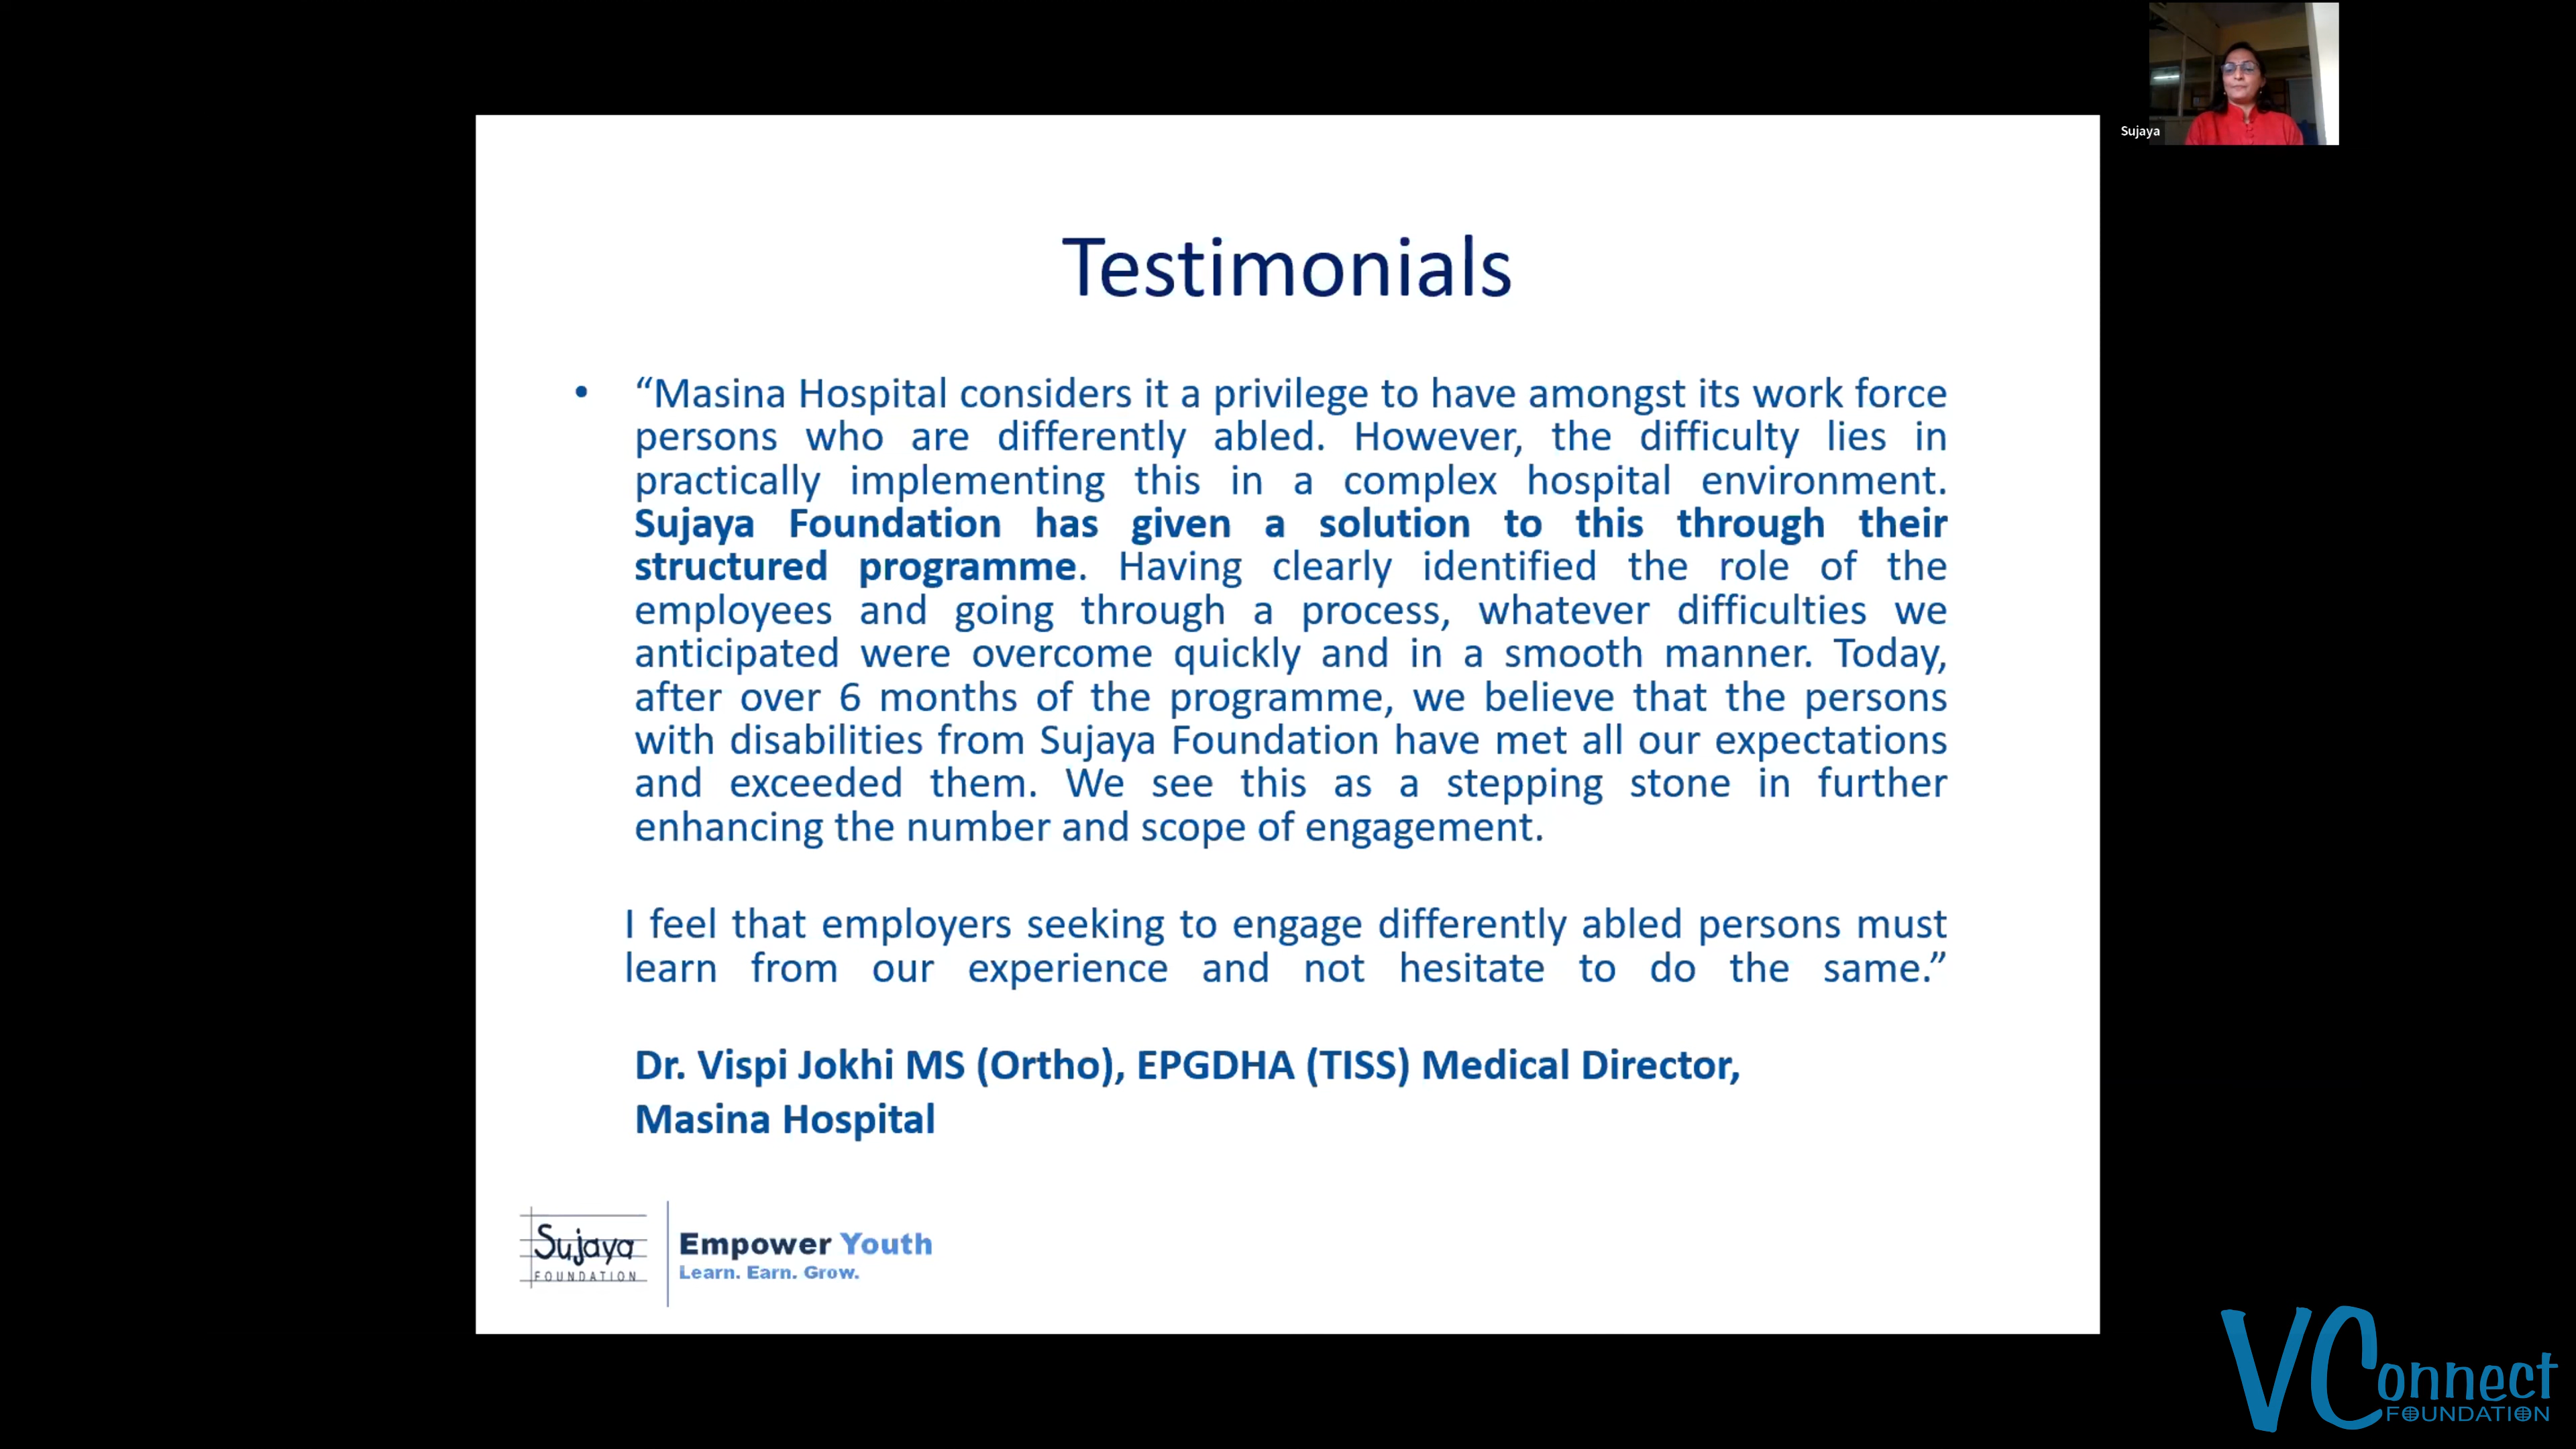 Sujaya
Testimonials
• “Masina Hospital considers it a privilege to have amongst its work force
persons who are differently abled. However, the difficulty lies in
practically implementing this in a complex hospital environment.
Sujaya Foundation has given a solution to this through their
structured programme. Having clearly identified the role of the
employees and going through a process, whatever difficulties we
anticipated were overcome quickly and in a smooth manner. Today,
after over 6 months of the programme, we believe that the persons
with disabilities from Sujaya Foundation have met all our expectations
and exceeded them. We see this as a stepping stone in further
enhancing the number and scope of engagement.
I feel that employers seeking to engage differently abled persons must
learn from our experience and not hesitate to do the same.”
Dr. Vispi Jokhi MS (Ortho), EPGDHA (TISS) Medical Director,
Masina Hospital
Sujaya
FOUNDATION
Empower Youth
Learn. Earn. Grow.
VConnect
FOUNDATION